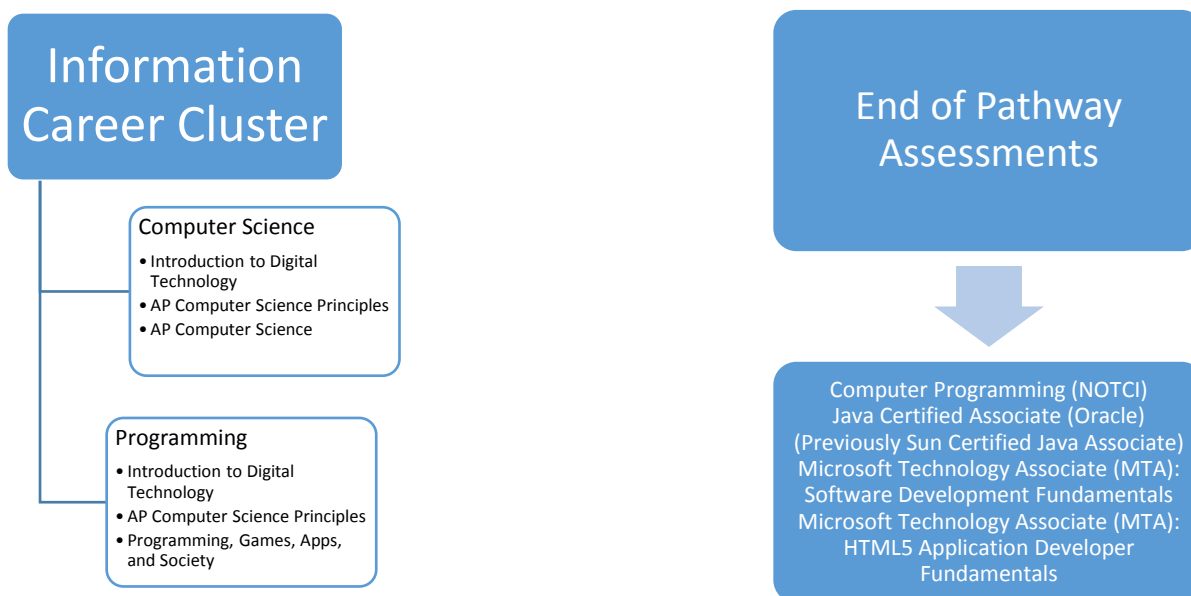 Information
Career Cluster
Computer Science
• Introduction to Digital
Technology
• AP Computer Science Principles
• AP Computer Science
Programming
• Introduction to Digital
Technology
• AP Computer Science Principles
• Programming, Games, Apps,
and Society
End of Pathway
Assessments
Computer Programming (NOTCI)
Java Certified Associate (Oracle)
(Previously Sun Certified Java Associate)
Microsoft Technology Associate (MTA):
Software Development Fundamentals
Microsoft Technology Associate (MTA):
HTML5 Application Developer
Fundamentals